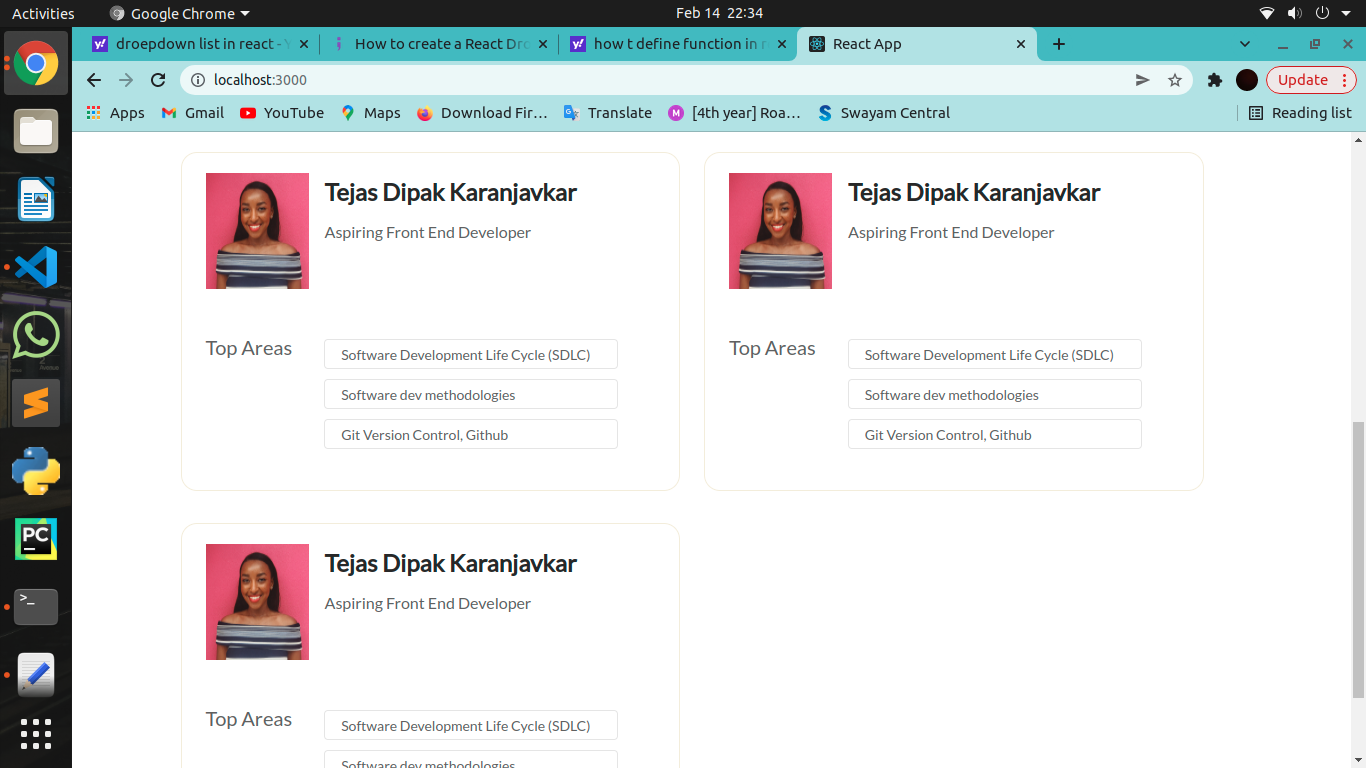 Activities
Google Chrome
Feb 14 22:34
droepdown list in react - Y
How to create a React Dro
how t define function in r
React App
localhost:3000
Update
Apps
Gmail
YouTube
Maps
Download Fir…
Translate
M
[4th year] Roa…
Swayam Central
Reading list
Tejas Dipak Karanjavkar
Aspiring Front End Developer
Top Areas
Software Development Life Cycle (SDLC)
Software dev methodologies
Git Version Control, Github
Tejas Dipak Karanjavkar
Aspiring Front End Developer
Top Areas
Software Development Life Cycle (SDLC)
Software dev methodologies
Git Version Control, Github
Tejas Dipak Karanjavkar
Aspiring Front End Developer
Top Areas
Software Development Life Cycle (SDLC)
Software dev methodologies
PC